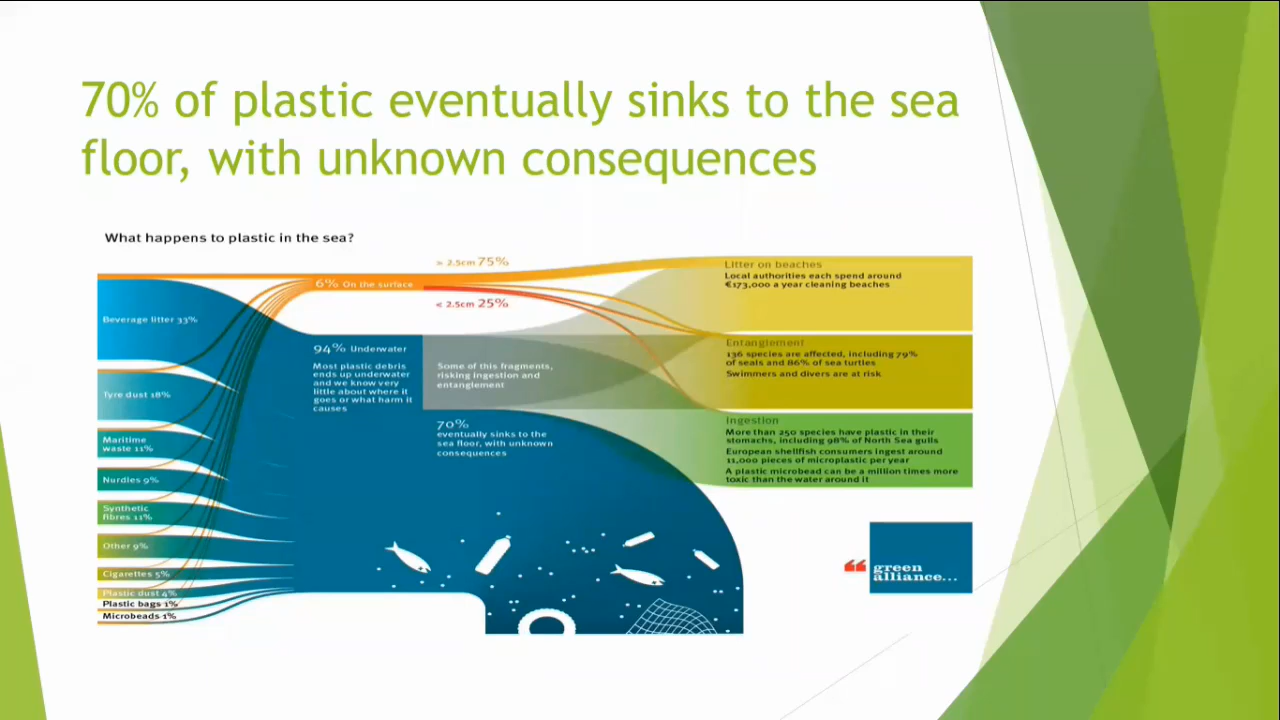 70% of plastic eventually sinks to the sea
floor, with unknown consequences
What happens to plastic in the sea?
> 2.5cm 75%
6% On the surface
< 2.5cm 25%
Beverage litter 33%
Tyre dust 18%
Maritime
waste 11%
Nurdles 9%
Synthetic
fibres 11%
Other 9%
Cigarettes 5%
Plastic dust 4%
Plastic bags 1%
Microbeads 1%
94% Underwater
Most plastic debris
ends up underwater
and we know very
little about where it
goes or what harm it
causes
Some of this fragments,
risking ingestion and
entanglement
70%
eventually sinks to the
sea floor, with unknown
consequences
Litter on beaches
Local authorities each spend around
€173,000 a year cleaning beaches
Entanglement
136 species are affected, including 79%
of seals and 86% of sea turtles
Swimmers and divers are at risk
Ingestion
More than 250 species have plastic in their
stomachs, including 98% of North Sea gulls
European shellfish consumers ingest around
11,000 pieces of microplastic per year
A plastic microbead can be a million times more
toxic than the water around it
green
alliance...